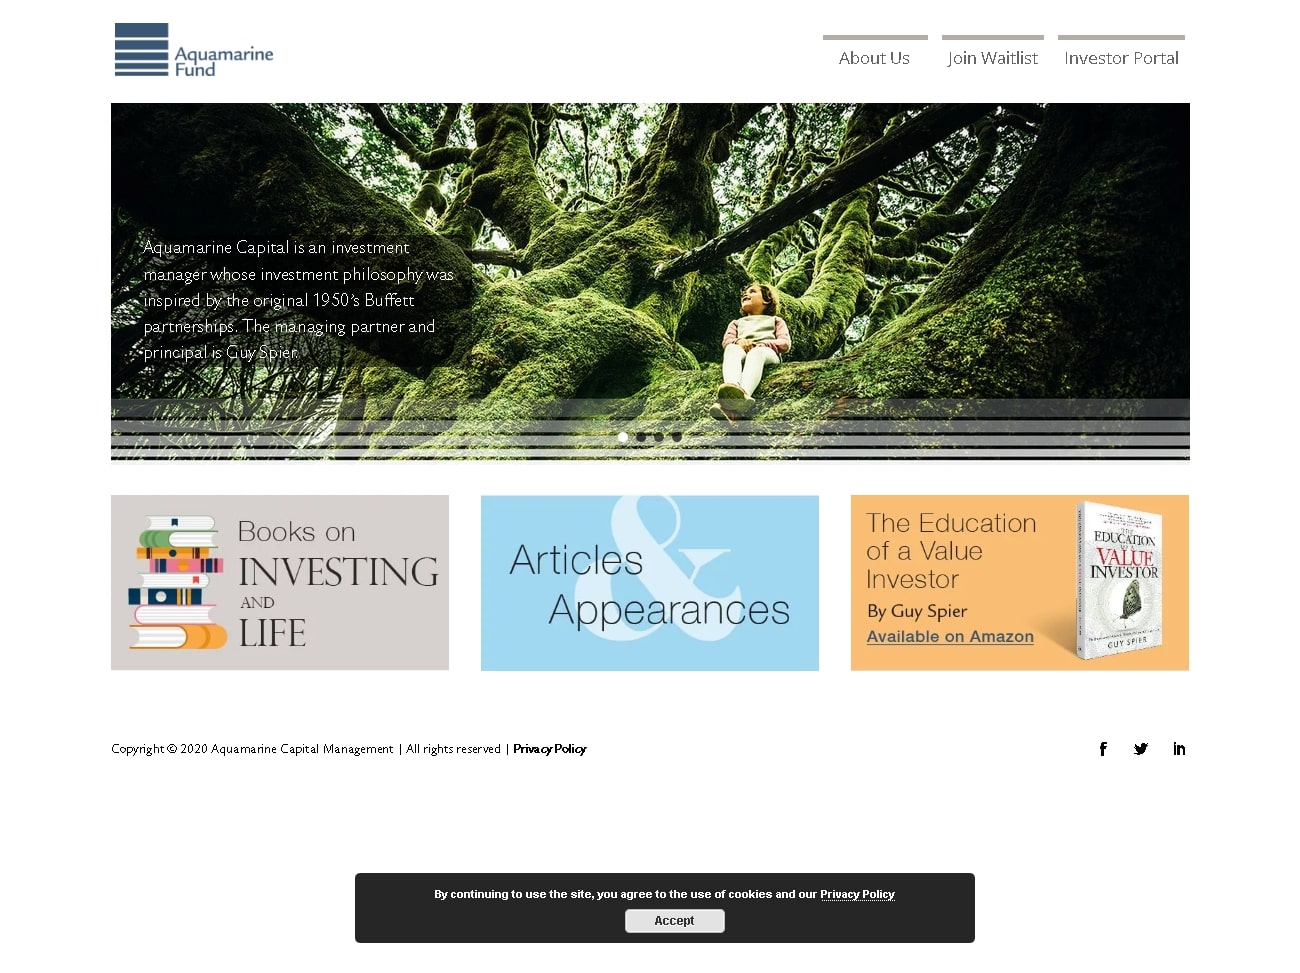 Aquamarine
Fund
About Us
Join Waitlist
Investor Portal
Aquamarine Capital is an investment
manager whose investment philosophy was
inspired by the original 1950's Buffett
partnerships. The managing partner and
principal is Guy Spier.
Books on
INVESTING
AND
LIFE
&
Articles
Appearances
The Education
of a Value
Investor
By Guy Spier
Available on Amazon
THE
EDUCATION
OF A
VALUE
INVESTOR
GUY SPIER
Copyright © 2020 Aquamarine Capital Management | All rights reserved | Privacy Policy
By continuing to use the site, you agree to the use of cookies and our Privacy Policy
Accept